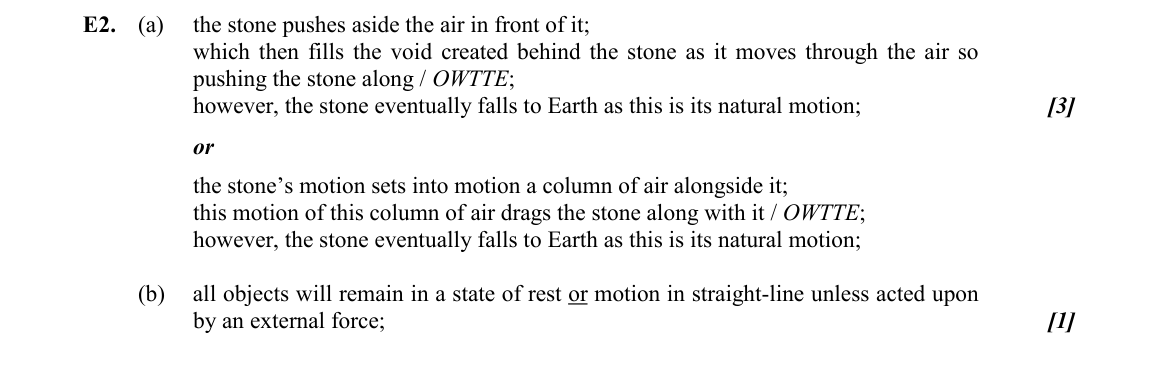 E2. (a) the stone pushes aside the air in front of it;
which then fills the void created behind the stone as it moves through the air so
pushing the stone along / OWTTE;
however, the stone eventually falls to Earth as this is its natural motion; [3]
or
the stone’s motion sets into motion a column of air alongside it;
this motion of this column of air drags the stone along with it / OWTTE;
however, the stone eventually falls to Earth as this is its natural motion;
(b) all objects will remain in a state of rest or motion in straight-line unless acted upon
by an external force; [1]